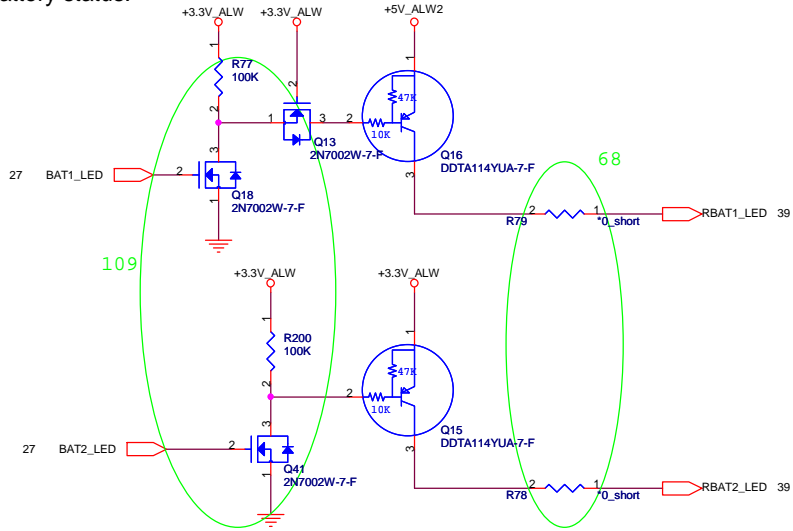 +3.3V_ALW
+3.3V_ALW
+5V_ALW2
1
R77
100K
2
2
1
3
2
1
47K
10K
Q13
2N7002W-7-F
Q16
DDTA114YUA-7-F
3
68
27
BAT1_LED
2
3
1
Q18
2N7002W-7-F
R79
2
1
*0_short
RBAT1_LED
39
109
+3.3V_ALW
+3.3V_ALW
1
R200
100K
2
1
2
47K
10K
Q15
DDTA114YUA-7-F
3
27
BAT2_LED
2
3
1
Q41
2N7002W-7-F
R78
2
1
*0_short
RBAT2_LED
39